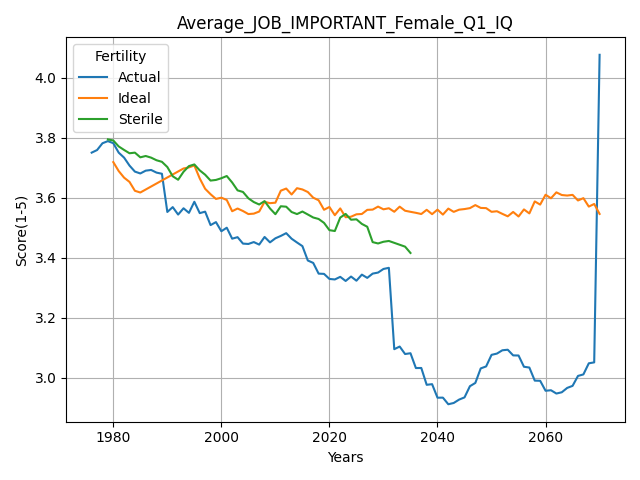 Average_JOB_IMPORTANT_Female_Q1_IQ
Fertility
Actual
Ideal
Sterile
Score(1-5)
4.0
3.8
3.6
3.4
3.2
3.0
1980 2000 2020 2040 2060
Years